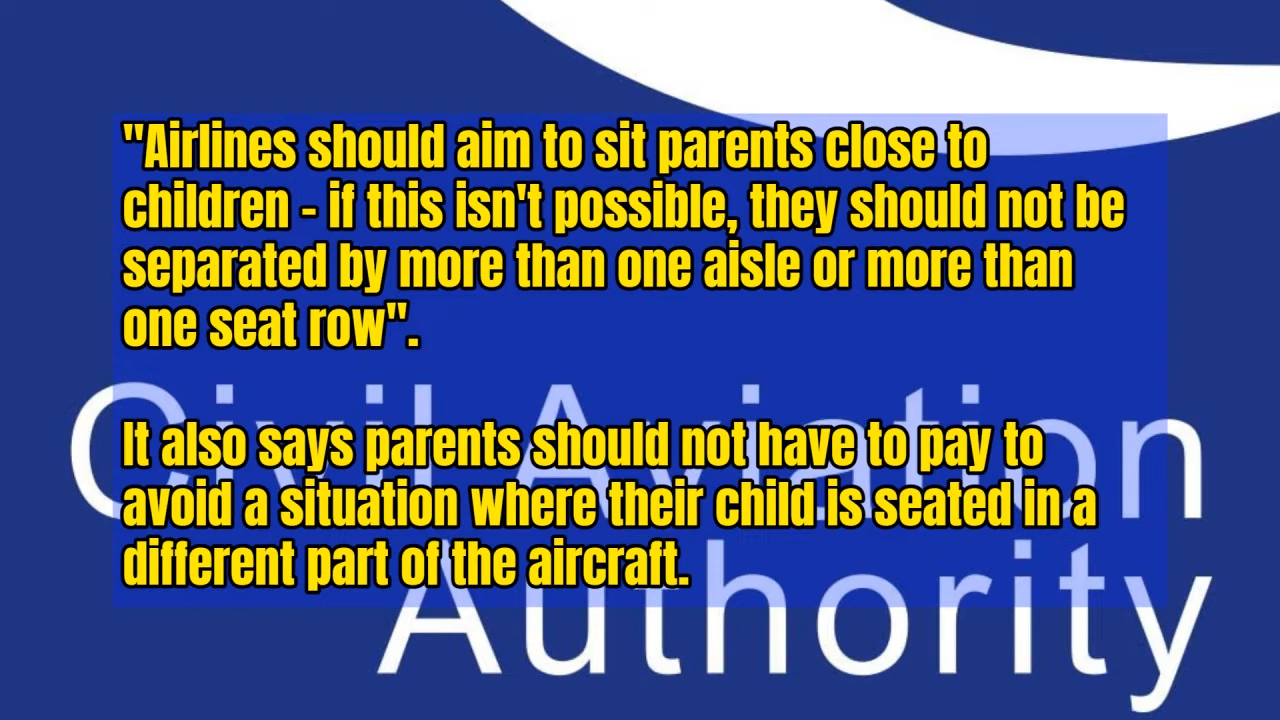 "Airlines should aim to sit parents close to
children - if this isn't possible, they should not be
separated by more than one aisle or more than
one seat row".
It also says parents should not have to pay to
avoid a situation where their child is seated in a
different part of the aircraft.
Civil Aviation
Authority